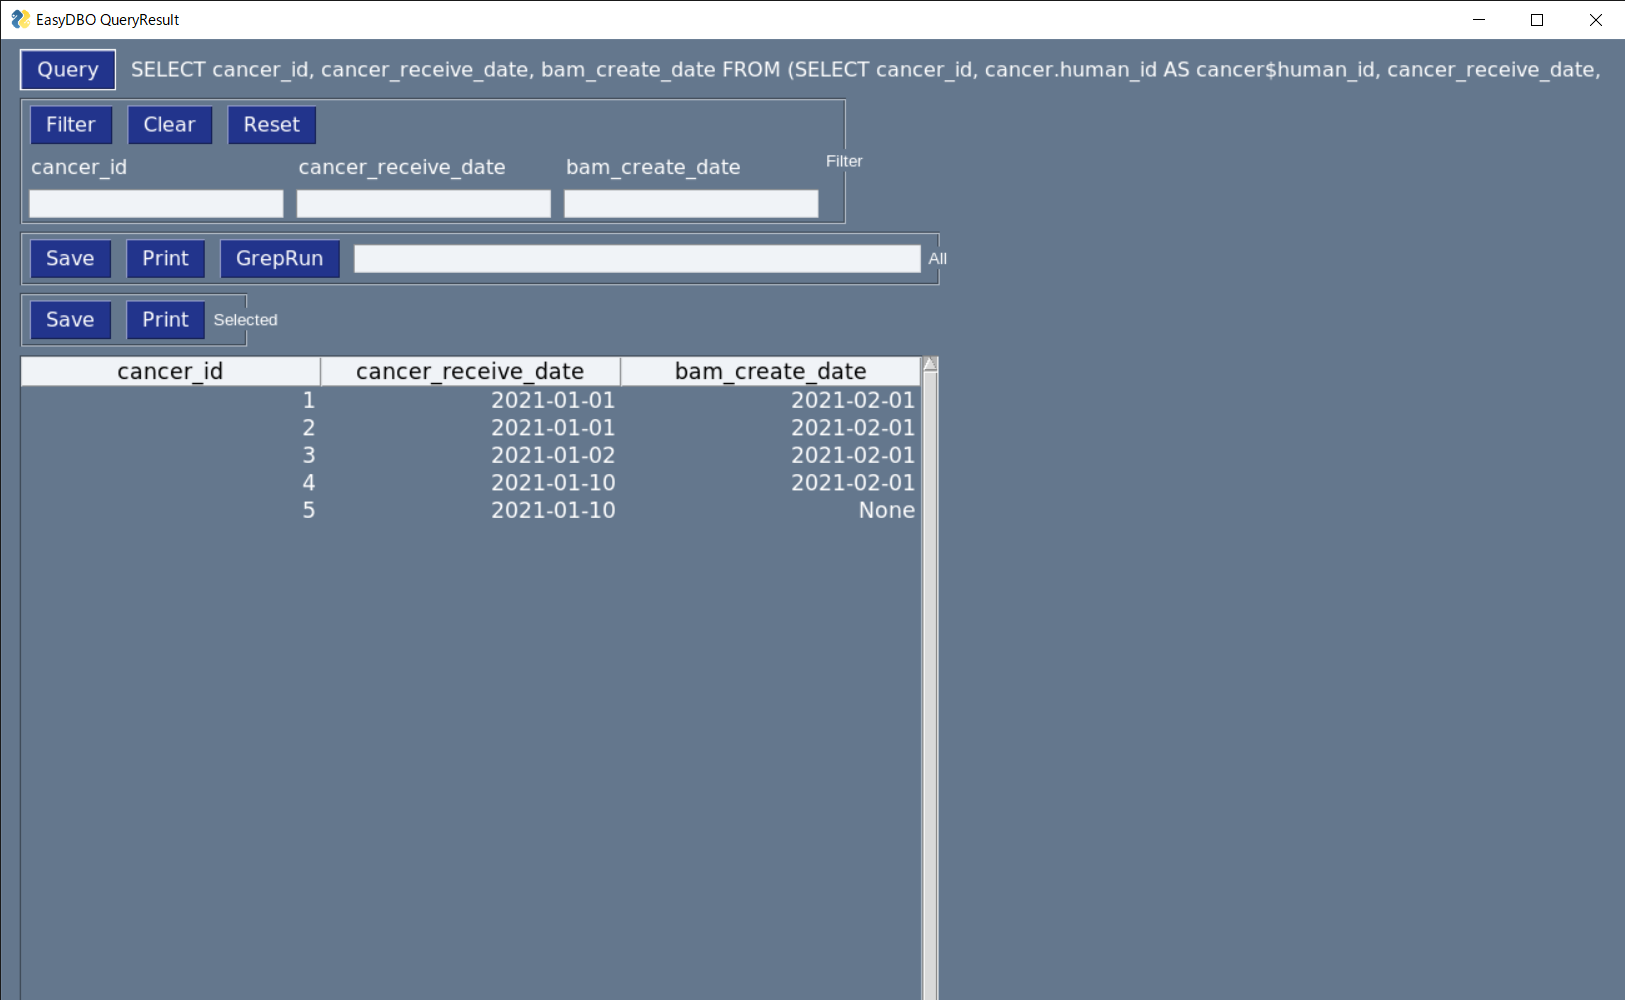 EasyDBO QueryResult
Query SELECT cancer_id, cancer_receive_date, bam_create_date FROM (SELECT cancer_id, cancer.human_id AS cancer$human_id, cancer_receive_date,
Filter Clear Reset
Filter
cancer_id cancer_receive_date bam_create_date
Save Print GrepRun All
Save Print Selected
cancer_id cancer_receive_date bam_create_date
1 2021-01-01 2021-02-01
2 2021-01-01 2021-02-01
3 2021-01-02 2021-02-01
4 2021-01-10 2021-02-01
5 2021-01-10 None